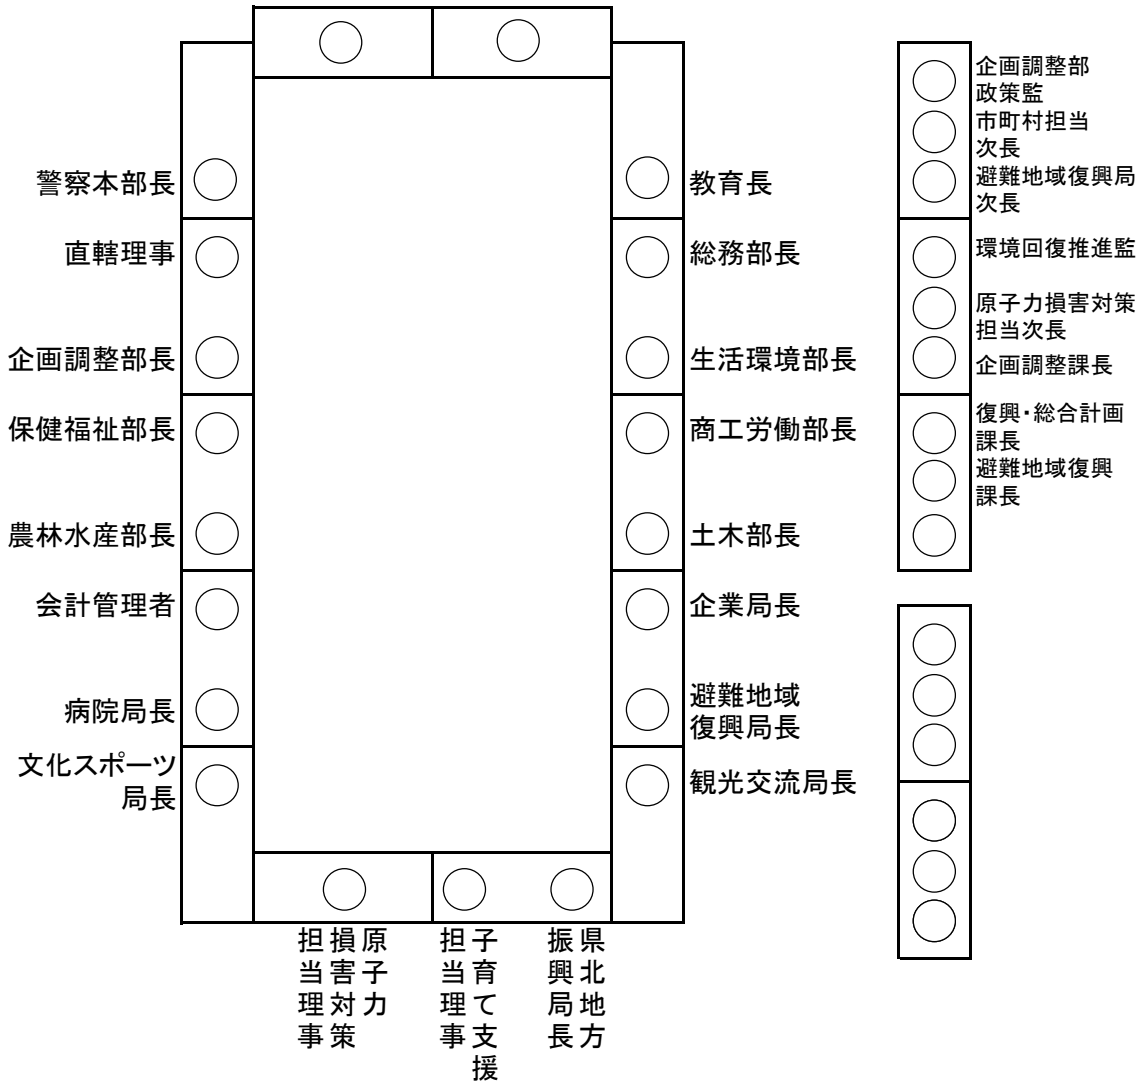 警察本部長
直轄理事
企画調整部長
保健福祉部長
農林水産部長
会計管理者
病院局長
文化スポーツ
局長
教育長
総務部長
生活環境部長
商工労働部長
土木部長
企業局長
避難地域
復興局長
観光交流局長
企画調整部
政策監
市町村担当
次長
避難地域復興局
次長
環境回復推進監
原子力損害対策
担当次長
企画調整課長
復興・総合計画
課長
避難地域復興
課長
原子力
損害対策
担当理事
子育て支援
担当理事
県北地方
振興局長